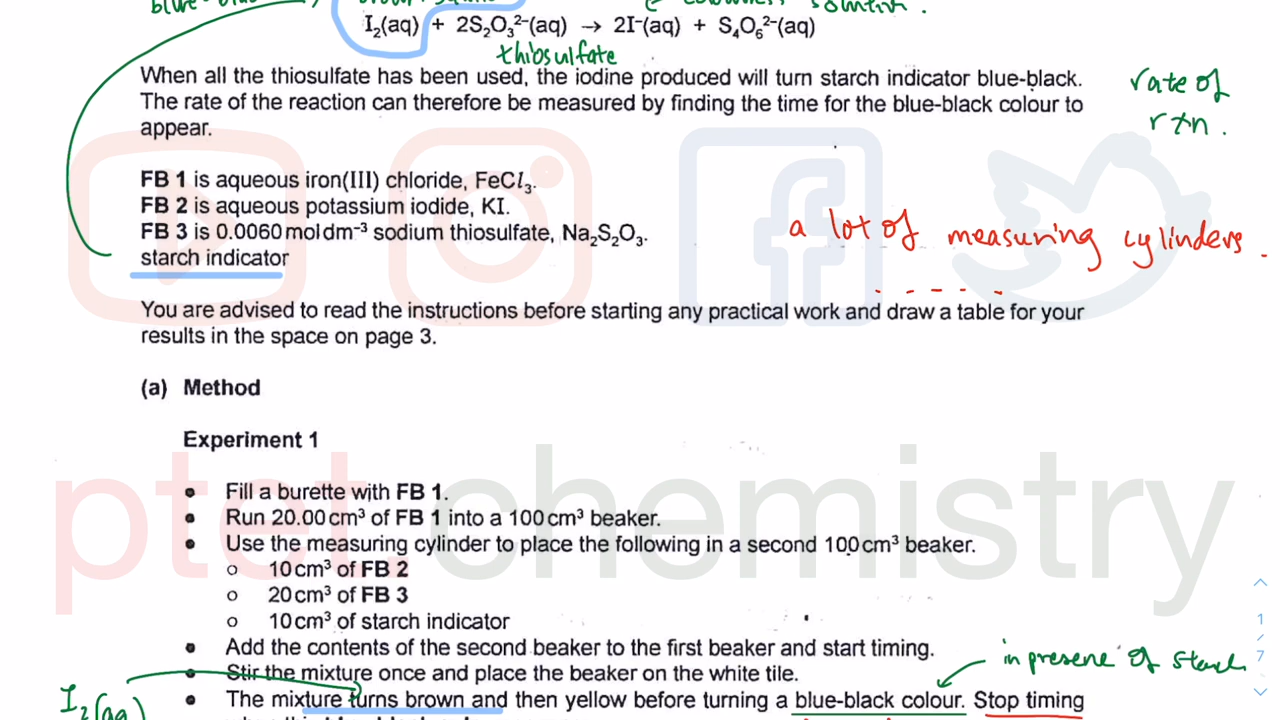 I₂(aq) + 2S₂O₃²⁻(aq) → 2I⁻(aq) + S₄O₆²⁻(aq)
thiosulfate
When all the thiosulfate has been used, the iodine produced will turn starch indicator blue-black.
The rate of the reaction can therefore be measured by finding the time for the blue-black colour to
appear.
rate of
rxn.
FB 1 is aqueous iron(III) chloride, FeCl₃.
FB 2 is aqueous potassium iodide, KI.
FB 3 is 0.0060 mol dm⁻³ sodium thiosulfate, Na₂S₂O₃.
starch indicator
a lot of measuring cylinders.
You are advised to read the instructions before starting any practical work and draw a table for your
results in the space on page 3.
(a) Method
Experiment 1
ptet chemistry
• Fill a burette with FB 1.
• Run 20.00 cm³ of FB 1 into a 100 cm³ beaker.
• Use the measuring cylinder to place the following in a second 100 cm³ beaker.
o 10 cm³ of FB 2
o 20 cm³ of FB 3
o 10 cm³ of starch indicator
• Add the contents of the second beaker to the first beaker and start timing.
in presene of starch
• Stir the mixture once and place the beaker on the white tile.
I₂(aq)
• The mixture turns brown and then yellow before turning a blue-black colour. Stop timing
1
/
7